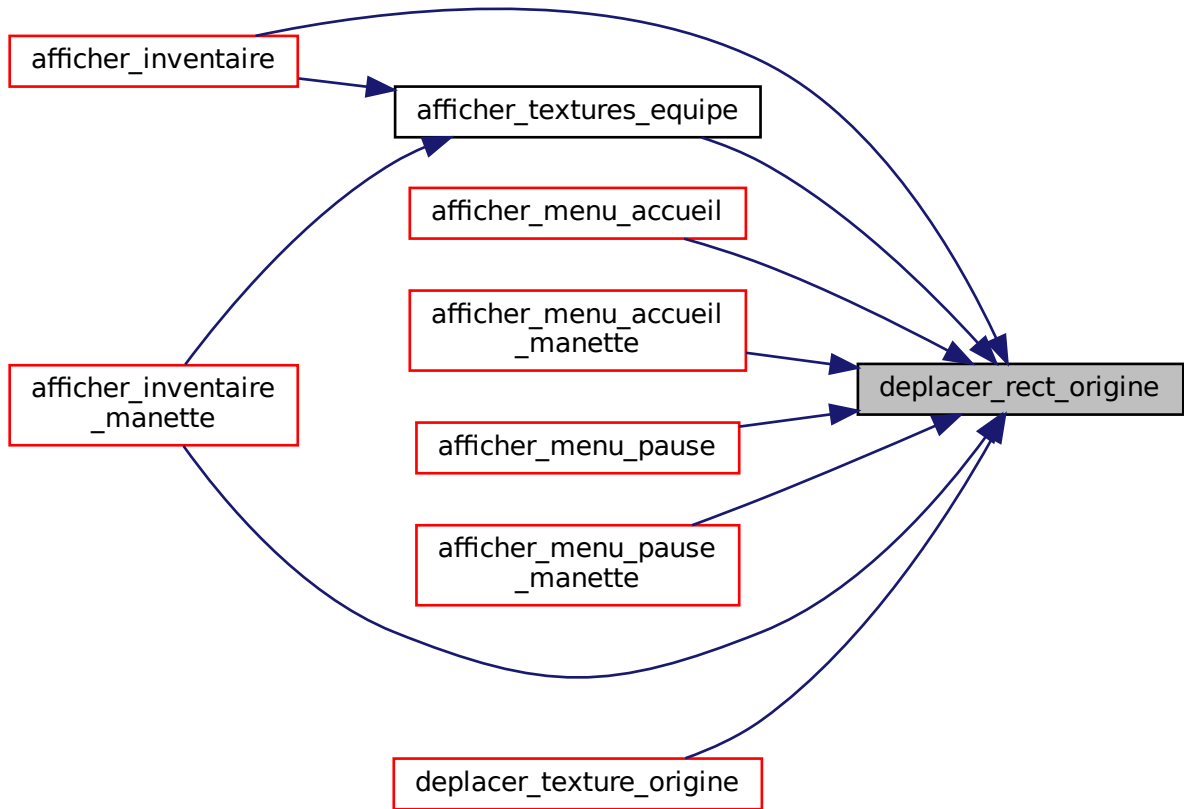 afficher_inventaire
afficher_textures_equipe
afficher_menu_accueil
afficher_menu_accueil
_manette
deplacer_rect_origine
afficher_inventaire
_manette
afficher_menu_pause
afficher_menu_pause
_manette
deplacer_texture_origine